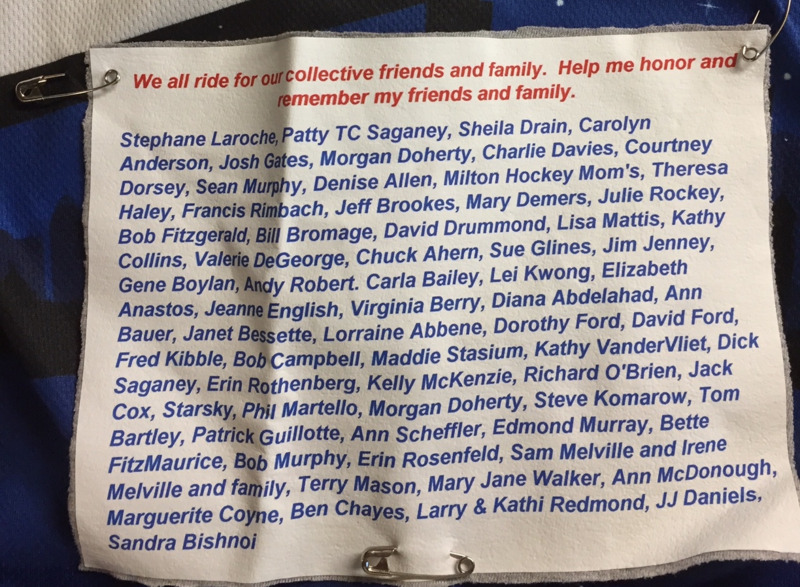 We all ride for our collective friends and family. Help me honor and
remember my friends and family.
Stephane Laroche, Patty TC Saganey, Sheila Drain, Carolyn
Anderson, Josh Gates, Morgan Doherty, Charlie Davies, Courtney
Dorsey, Sean Murphy, Denise Allen, Milton Hockey Mom's, Theresa
Haley, Francis Rimbach, Jeff Brookes, Mary Demers, Julie Rockey,
Bob Fitzgerald, Bill Bromage, David Drummond, Lisa Mattis, Kathy
Collins, Valerie DeGeorge, Chuck Ahern, Sue Glines, Jim Jenney,
Gene Boylan, Andy Robert. Carla Bailey, Lei Kwong, Elizabeth
Anastos, Jeanne English, Virginia Berry, Diana Abdelahad, Ann
Bauer, Janet Bessette, Lorraine Abbene, Dorothy Ford, David Ford,
Fred Kibble, Bob Campbell, Maddie Stasium, Kathy VanderVliet, Dick
Saganey, Erin Rothenberg, Kelly McKenzie, Richard O'Brien, Jack
Cox, Starsky, Phil Martello, Morgan Doherty, Steve Komarow, Tom
Bartley, Patrick Guillotte, Ann Scheffler, Edmond Murray, Bette
FitzMaurice, Bob Murphy, Erin Rosenfeld, Sam Melville and Irene
Melville and family, Terry Mason, Mary Jane Walker, Ann McDonough,
Marguerite Coyne, Ben Chayes, Larry & Kathi Redmond, JJ Daniels,
Sandra Bishnoi